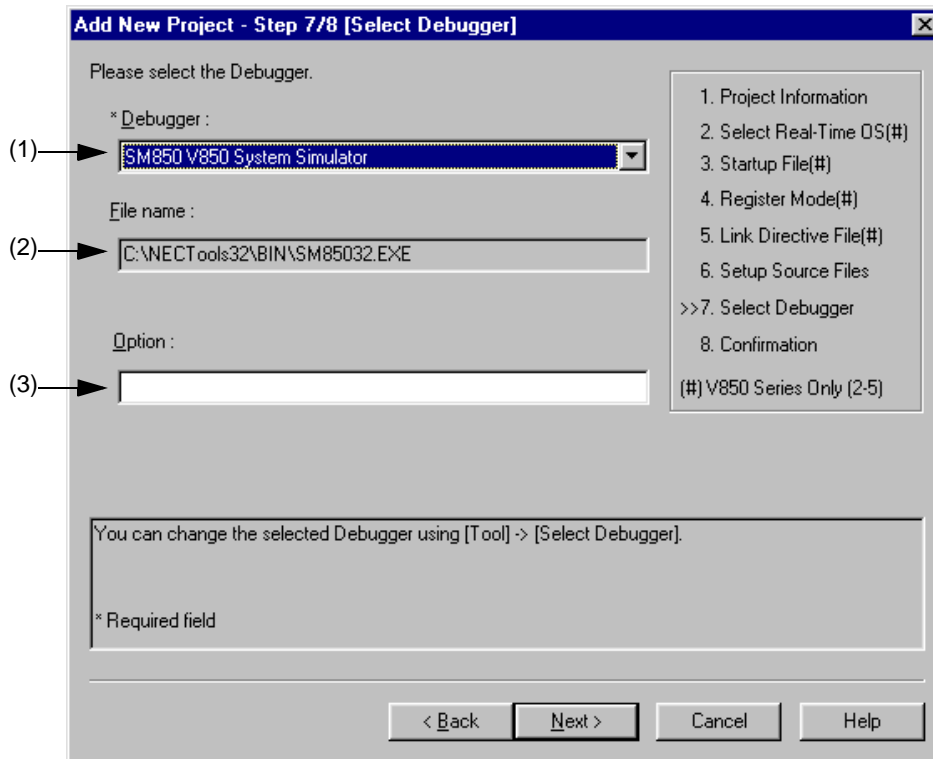 Add New Project - Step 7/8 [Select Debugger]
Please select the Debugger.
* Debugger :
(1)
SM850 V850 System Simulator
File name :
(2)
C:\NECTools32\BIN\SM85032.EXE
Option :
(3)
1. Project Information
2. Select Real-Time OS(#)
3. Startup File(#)
4. Register Mode(#)
5. Link Directive File(#)
6. Setup Source Files
>>7. Select Debugger
8. Confirmation
(#) V850 Series Only (2-5)
You can change the selected Debugger using [Tool] -> [Select Debugger].
* Required field
< Back
Next >
Cancel
Help